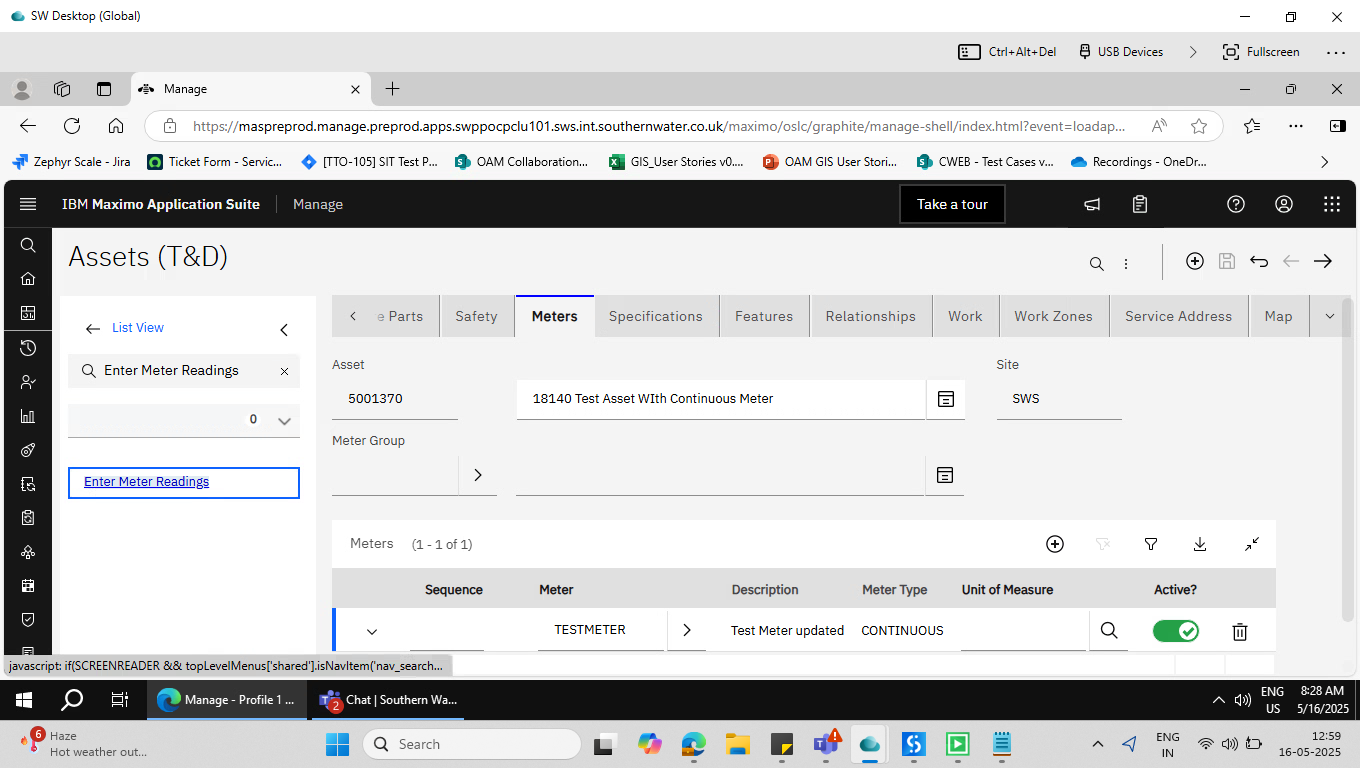 SW Desktop (Global)
Ctrl+Alt+Del USB Devices Fullscreen
Manage
https://maspreprod.manage.preprod.apps.swppocpclu101.sws.int.southernwater.co.uk/maximo/oslc/graphite/manage-shell/index.html?event=loadap...
Zephyr Scale - Jira Ticket Form - Servic... [TTO-105] SIT Test P... OAM Collaboration... GIS_User Stories v0.... OAM GIS User Stori... CWEB - Test Cases v... Recordings - OneDr...
IBM Maximo Application Suite Manage Take a tour
Assets (T&D)
List View
Enter Meter Readings
0
Enter Meter Readings
e Parts Safety Meters Specifications Features Relationships Work Work Zones Service Address Map
Asset Site
5001370 18140 Test Asset WIth Continuous Meter SWS
Meter Group
Meters (1 - 1 of 1)
Sequence Meter Description Meter Type Unit of Measure Active?
TESTMETER Test Meter updated CONTINUOUS
javascript: if(SCREENREADER && topLevelMenus['shared'].isNavItem('nav_search...
Manage - Profile 1 ... 2 Chat | Southern Wa... ENG US 8:28 AM 5/16/2025
6 Haze
Hot weather out...
Search
ENG
IN
12:59
16-05-2025